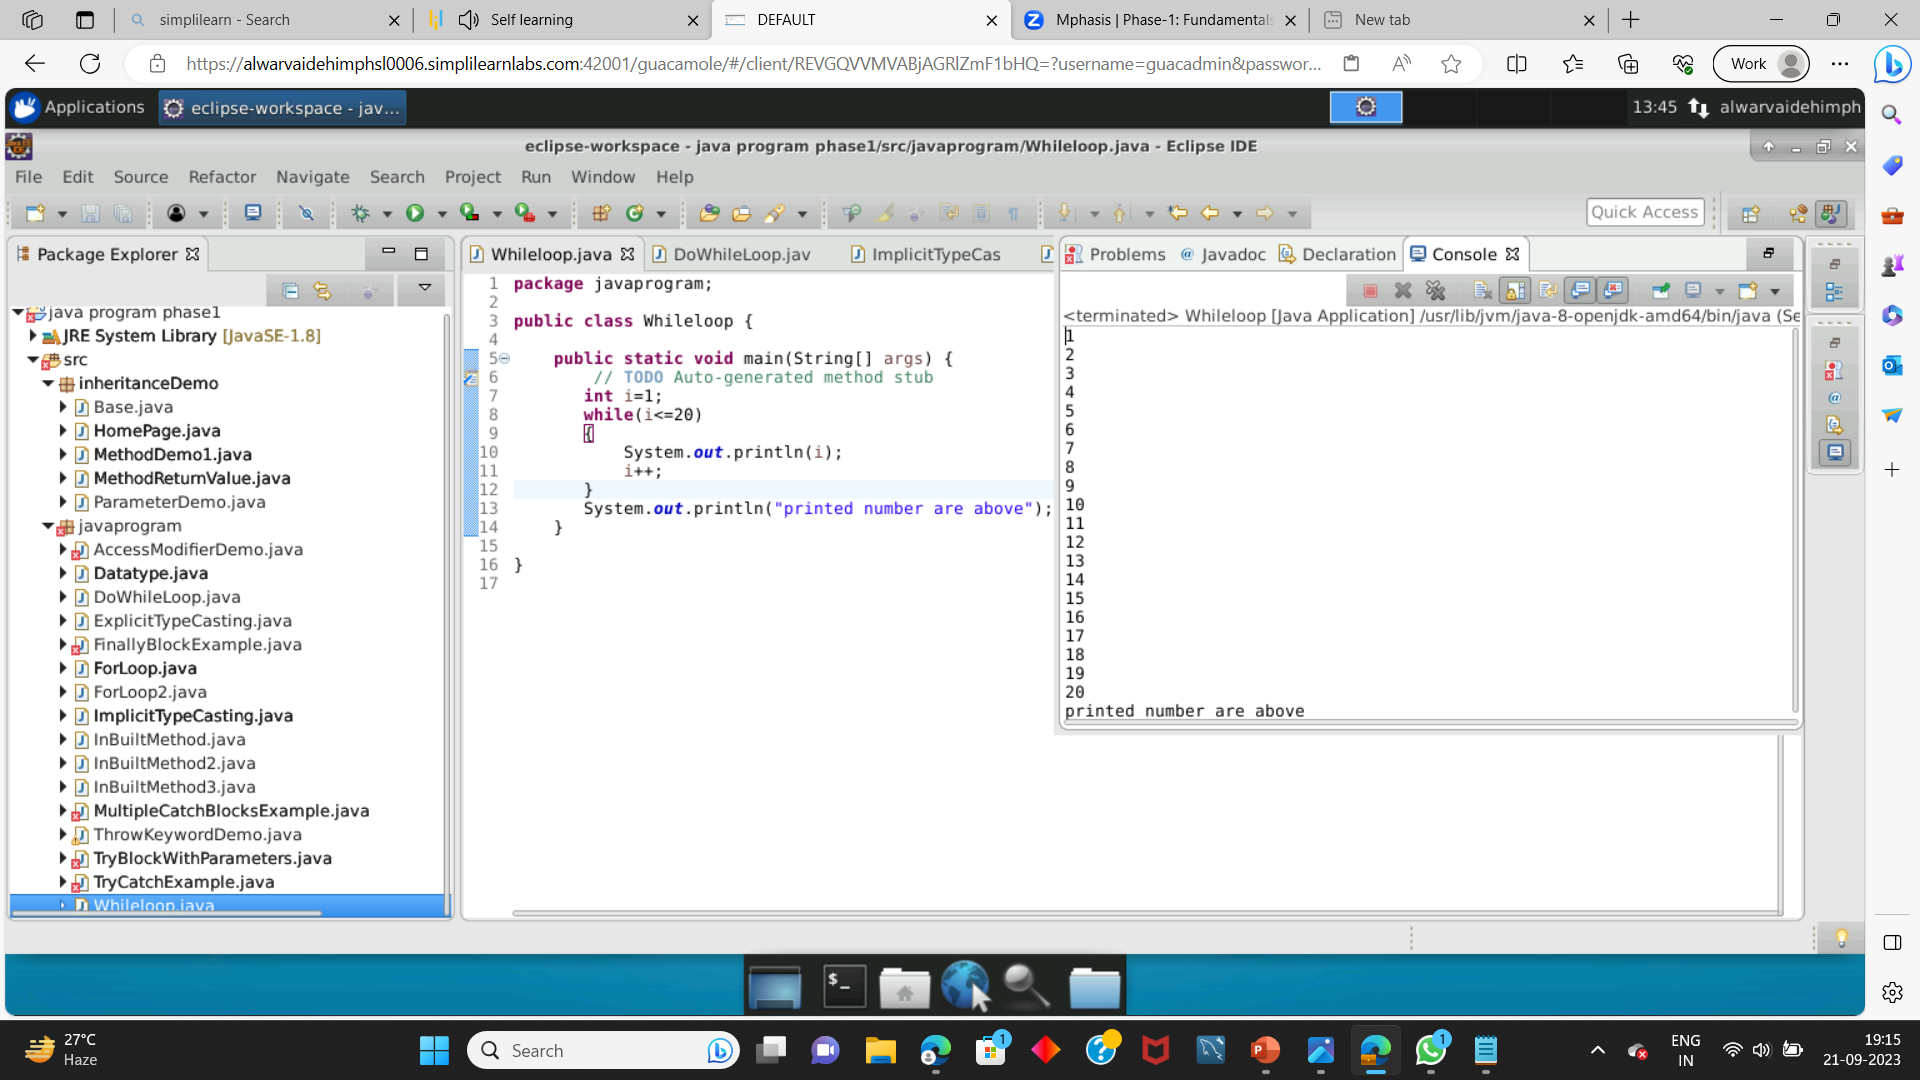 simplilearn - Search
Self learning
DEFAULT
Mphasis | Phase-1: Fundamentals
New tab
https://alwarvaidehimphsl0006.simplilearnlabs.com:42001/guacamole/#/client/REVGQVVMVABjAGRlZmF1bHQ=?username=guacadmin&passwor...
Work
Applications
eclipse-workspace - jav...
13:45
alwarvaidehimph
eclipse-workspace - java program phase1/src/javaprogram/Whileloop.java - Eclipse IDE
File Edit Source Refactor Navigate Search Project Run Window Help
Quick Access
Package Explorer
java program phase1
JRE System Library [JavaSE-1.8]
src
inheritanceDemo
Base.java
HomePage.java
MethodDemo1.java
MethodReturnValue.java
ParameterDemo.java
javaprogram
AccessModifierDemo.java
Datatype.java
DoWhileLoop.java
ExplicitTypeCasting.java
FinallyBlockExample.java
ForLoop.java
ForLoop2.java
ImplicitTypeCasting.java
InBuiltMethod.java
InBuiltMethod2.java
InBuiltMethod3.java
MultipleCatchBlocksExample.java
ThrowKeywordDemo.java
TryBlockWithParameters.java
TryCatchExample.java
Whileloop.java
Whileloop.java DoWhileLoop.jav ImplicitTypeCas
1 package javaprogram;
2
3 public class Whileloop {
4
5 public static void main(String[] args) {
6 // TODO Auto-generated method stub
7 int i=1;
8 while(i<=20)
9 {
10 System.out.println(i);
11 i++;
12 }
13 System.out.println("printed number are above");
14 }
15
16 }
17
Problems @ Javadoc Declaration Console
<terminated> Whileloop [Java Application] /usr/lib/jvm/java-8-openjdk-amd64/bin/java (Se
1
2
3
4
5
6
7
8
9
10
11
12
13
14
15
16
17
18
19
20
printed number are above
27°C
Haze
Search
1
1
ENG
IN
19:15
21-09-2023